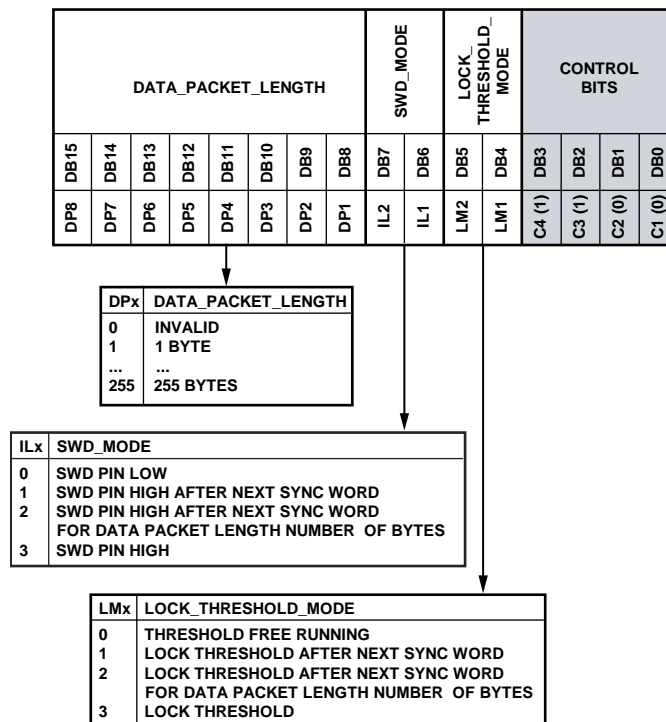 DATA_PACKET_LENGTH
SWD_MODE
LOCK_
THRESHOLD_
MODE
CONTROL
BITS
DB15 DB14 DB13 DB12 DB11 DB10 DB9 DB8 DB7 DB6 DB5 DB4 DB3 DB2 DB1 DB0
DP8 DP7 DP6 DP5 DP4 DP3 DP2 DP1 IL2 IL1 LM2 LM1 C4 (1) C3 (1) C2 (0) C1 (0)
DPx DATA_PACKET_LENGTH
0 INVALID
1 1 BYTE
... ...
255 255 BYTES
ILx SWD_MODE
0 SWD PIN LOW
1 SWD PIN HIGH AFTER NEXT SYNC WORD
2 SWD PIN HIGH AFTER NEXT SYNC WORD
FOR DATA PACKET LENGTH NUMBER OF BYTES
3 SWD PIN HIGH
LMx LOCK_THRESHOLD_MODE
0 THRESHOLD FREE RUNNING
1 LOCK THRESHOLD AFTER NEXT SYNC WORD
2 LOCK THRESHOLD AFTER NEXT SYNC WORD
FOR DATA PACKET LENGTH NUMBER OF BYTES
3 LOCK THRESHOLD